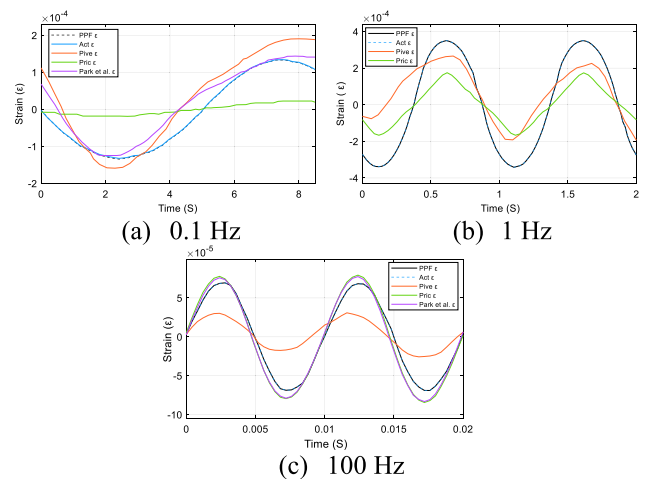 ×10⁻⁴
PPF ε
Act ε
Pive ε
Pric ε
Park et al. ε
2
1
0
-1
-2
Strain (ε)
0 2 4 6 8
Time (S)
(a) 0.1 Hz
×10⁻⁴
PPF ε
Act ε
Pive ε
Pric ε
4
2
0
-2
-4
Strain ( ε)
0 0.5 1 1.5 2
Time (S)
(b) 1 Hz
×10⁻⁵
PPF ε
Act ε
Pive ε
Pric ε
Park et al. ε
5
0
-5
-10
Strain (ε)
0 0.005 0.01 0.015 0.02
Time (S)
(c) 100 Hz